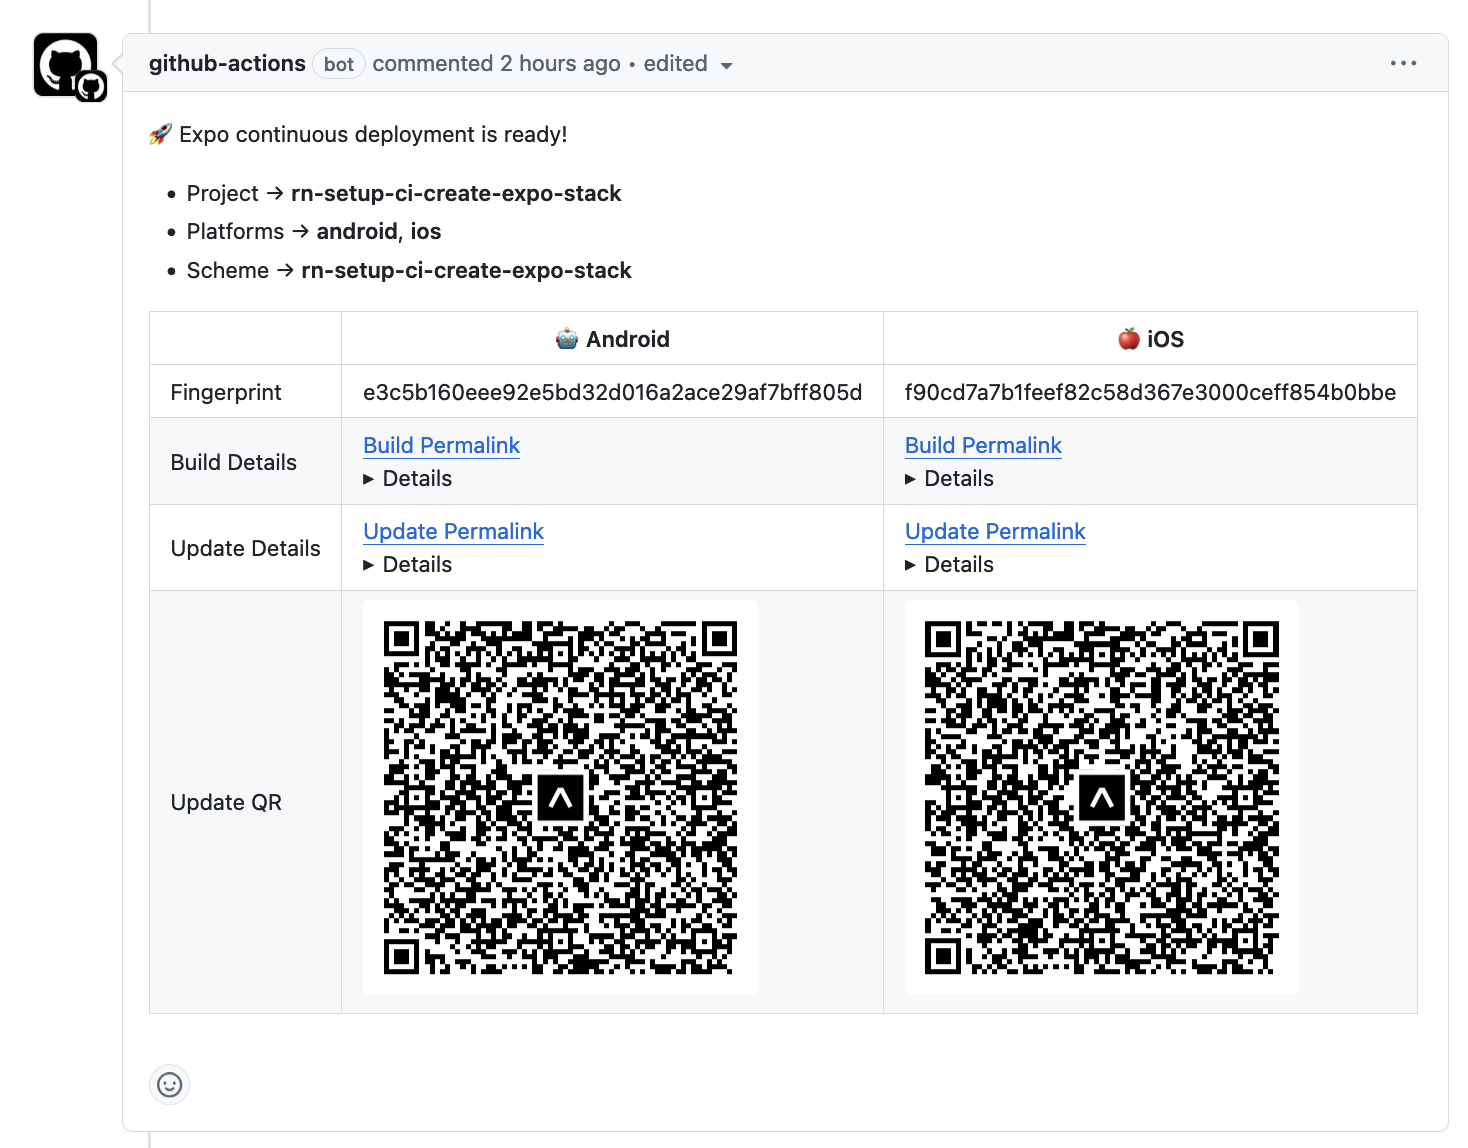 github-actions bot commented 2 hours ago • edited
🚀 Expo continuous deployment is ready!
• Project → rn-setup-ci-create-expo-stack
• Platforms → android, ios
• Scheme → rn-setup-ci-create-expo-stack
🤖 Android 🍎 iOS
Fingerprint e3c5b160eee92e5bd32d016a2ace29af7bff805d f90cd7a7b1feef82c58d367e3000ceff854b0bbe
Build Details
Build Permalink Build Permalink
▸ Details ▸ Details
Update Details
Update Permalink Update Permalink
▸ Details ▸ Details
Update QR